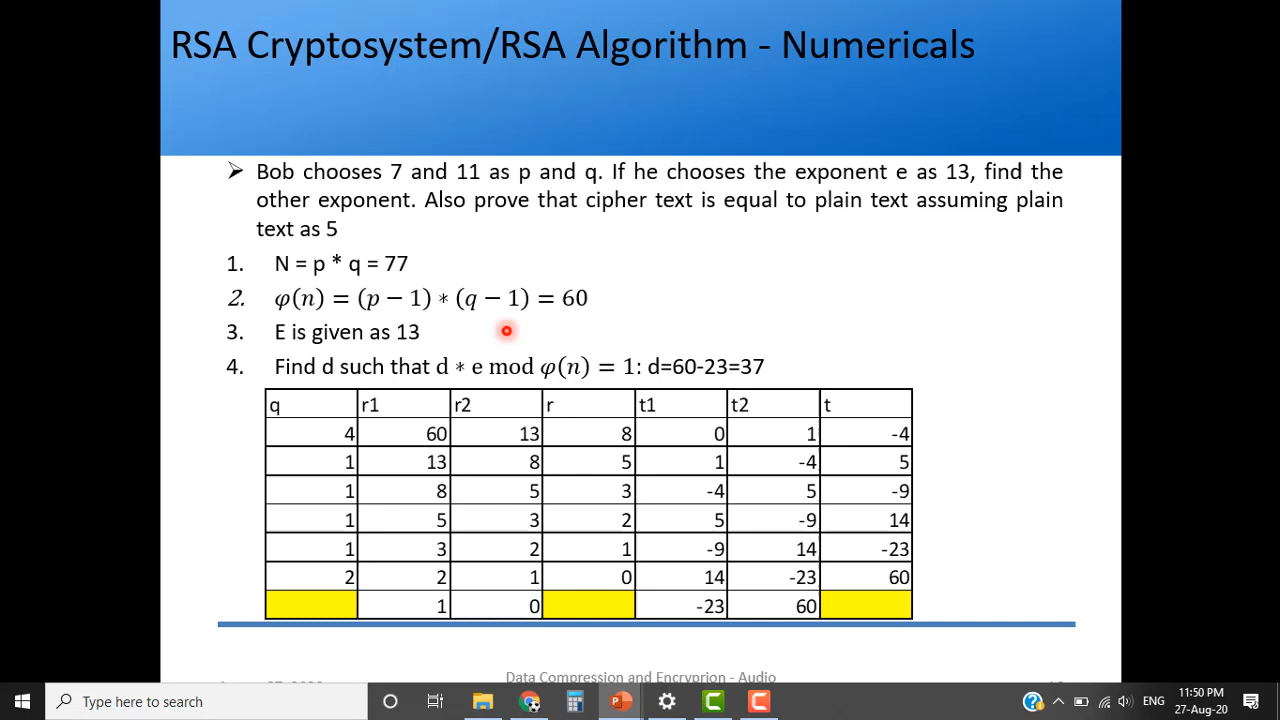 RSA Cryptosystem/RSA Algorithm - Numericals
➢ Bob chooses 7 and 11 as p and q. If he chooses the exponent e as 13, find the
other exponent. Also prove that cipher text is equal to plain text assuming plain
text as 5
1. N = p * q = 77
2. φ(n) = (p − 1) ∗ (q − 1) = 60
3. E is given as 13
4. Find d such that d ∗ e mod φ(n) = 1: d=60-23=37
q r1 r2 r t1 t2 t
4 60 13 8 0 1 -4
1 13 8 5 1 -4 5
1 8 5 3 -4 5 -9
1 5 3 2 5 -9 14
1 3 2 1 -9 14 -23
2 2 1 0 14 -23 60
1 0 -23 60
Data Compression and Encryprion - Audio
Type here to search
ENG
11:50 PM
27-Aug-20